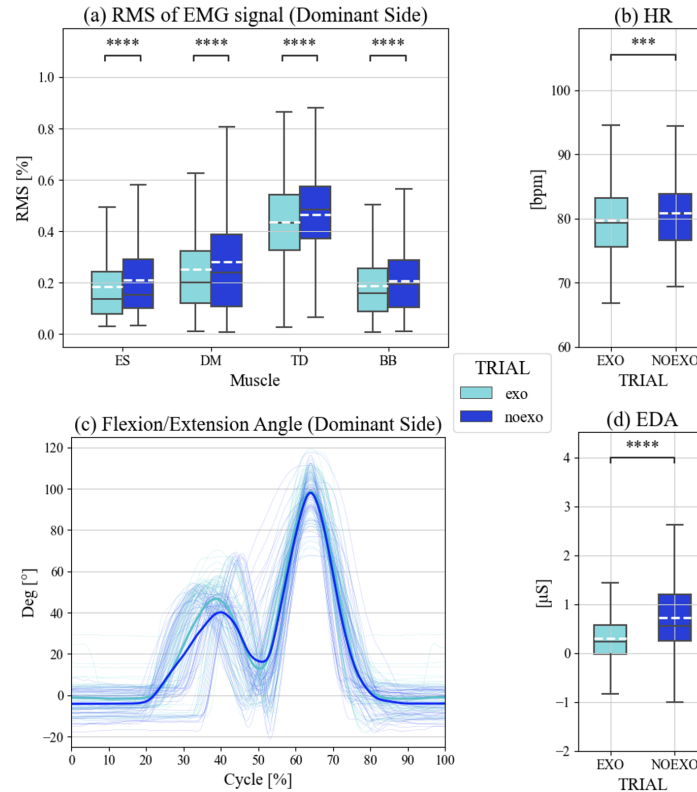 (a) RMS of EMG signal (Dominant Side)
**** **** **** ****
RMS [%]
1.0
0.8
0.6
0.4
0.2
0.0
ES DM TD BB
Muscle
(b) HR
***
[bpm]
100
90
80
70
60
EXO NOEXO
TRIAL
TRIAL
exo
noexo
(c) Flexion/Extension Angle (Dominant Side)
Deg [°]
120
100
80
60
40
20
0
−20
0 10 20 30 40 50 60 70 80 90 100
Cycle [%]
(d) EDA
****
[µS]
4
3
2
1
0
−1
−2
EXO NOEXO
TRIAL